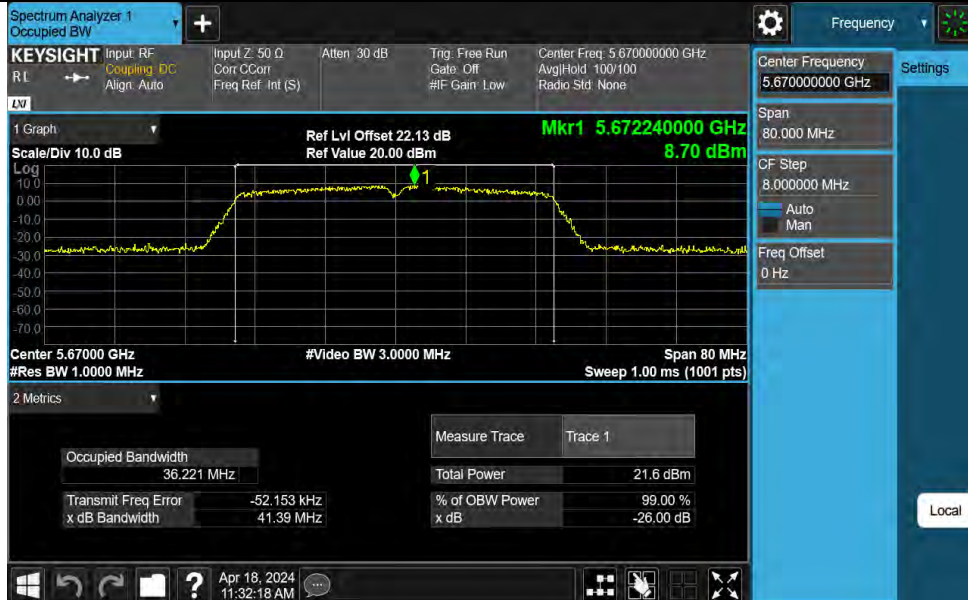 Spectrum Analyzer 1
Occupied BW
Frequency
KEYSIGHT
RL
LXI
Input: RF
Coupling: DC
Align: Auto
Input Z: 50 Ω
Corr CCorr
Freq Ref: Int (S)
Atten: 30 dB
Trig: Free Run
Gate: Off
#IF Gain: Low
Center Freq: 5.670000000 GHz
Avg|Hold: 100/100
Radio Std: None
1 Graph
Scale/Div 10.0 dB
Ref Lvl Offset 22.13 dB
Ref Value 20.00 dBm
Mkr1 5.672240000 GHz
8.70 dBm
Log
10.0
0.00
-10.0
-20.0
-30.0
-40.0
-50.0
-60.0
-70.0
1
Center 5.67000 GHz
#Res BW 1.0000 MHz
#Video BW 3.0000 MHz
Span 80 MHz
Sweep 1.00 ms (1001 pts)
2 Metrics
Measure Trace Trace 1
Occupied Bandwidth
36.221 MHz
Total Power 21.6 dBm
Transmit Freq Error -52.153 kHz
% of OBW Power 99.00 %
x dB Bandwidth 41.39 MHz
x dB -26.00 dB
Center Frequency
5.670000000 GHz
Settings
Span
80.000 MHz
CF Step
8.000000 MHz
Auto
Man
Freq Offset
0 Hz
Local
?
Apr 18, 2024
11:32:18 AM